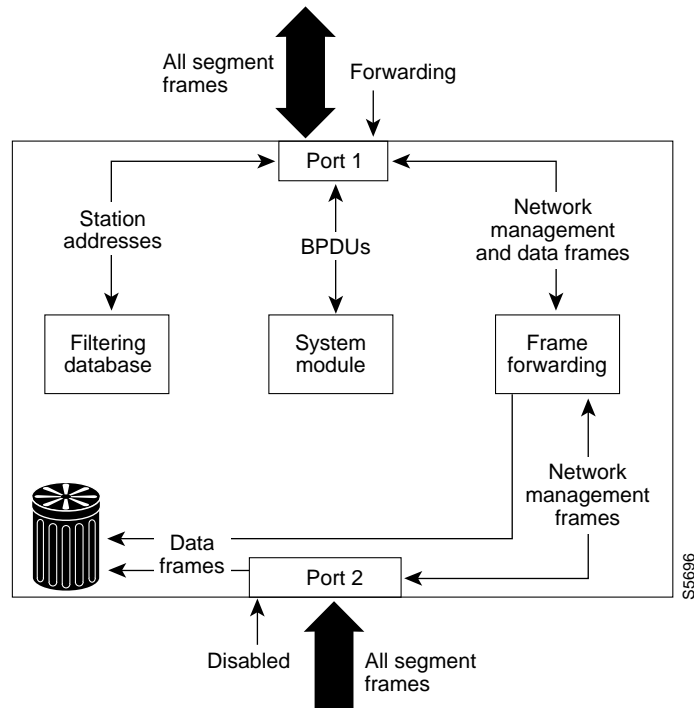 All segment
frames
Forwarding
Port 1
Station
addresses
BPDUs
Network
management
and data frames
Filtering
database
System
module
Frame
forwarding
Network
management
frames
Data
frames
Port 2
Disabled
All segment
frames
S5696